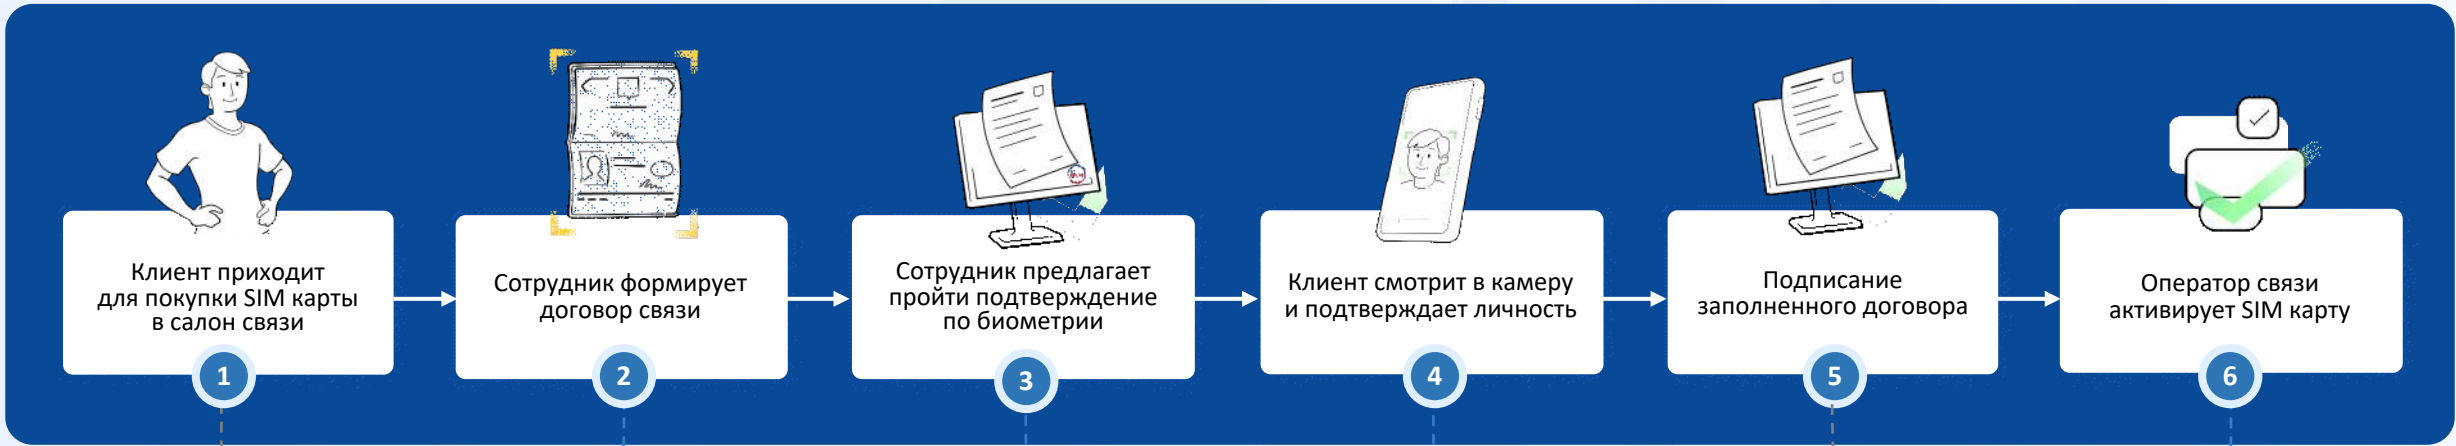 Клиент приходит
для покупки SIM карты
в салон связи
1
Сотрудник формирует
договор связи
2
Сотрудник предлагает
пройти подтверждение
по биометрии
3
Клиент смотрит в камеру
и подтверждает личность
4
Подписание
заполненного договора
5
Оператор связи
активирует SIM карту
6